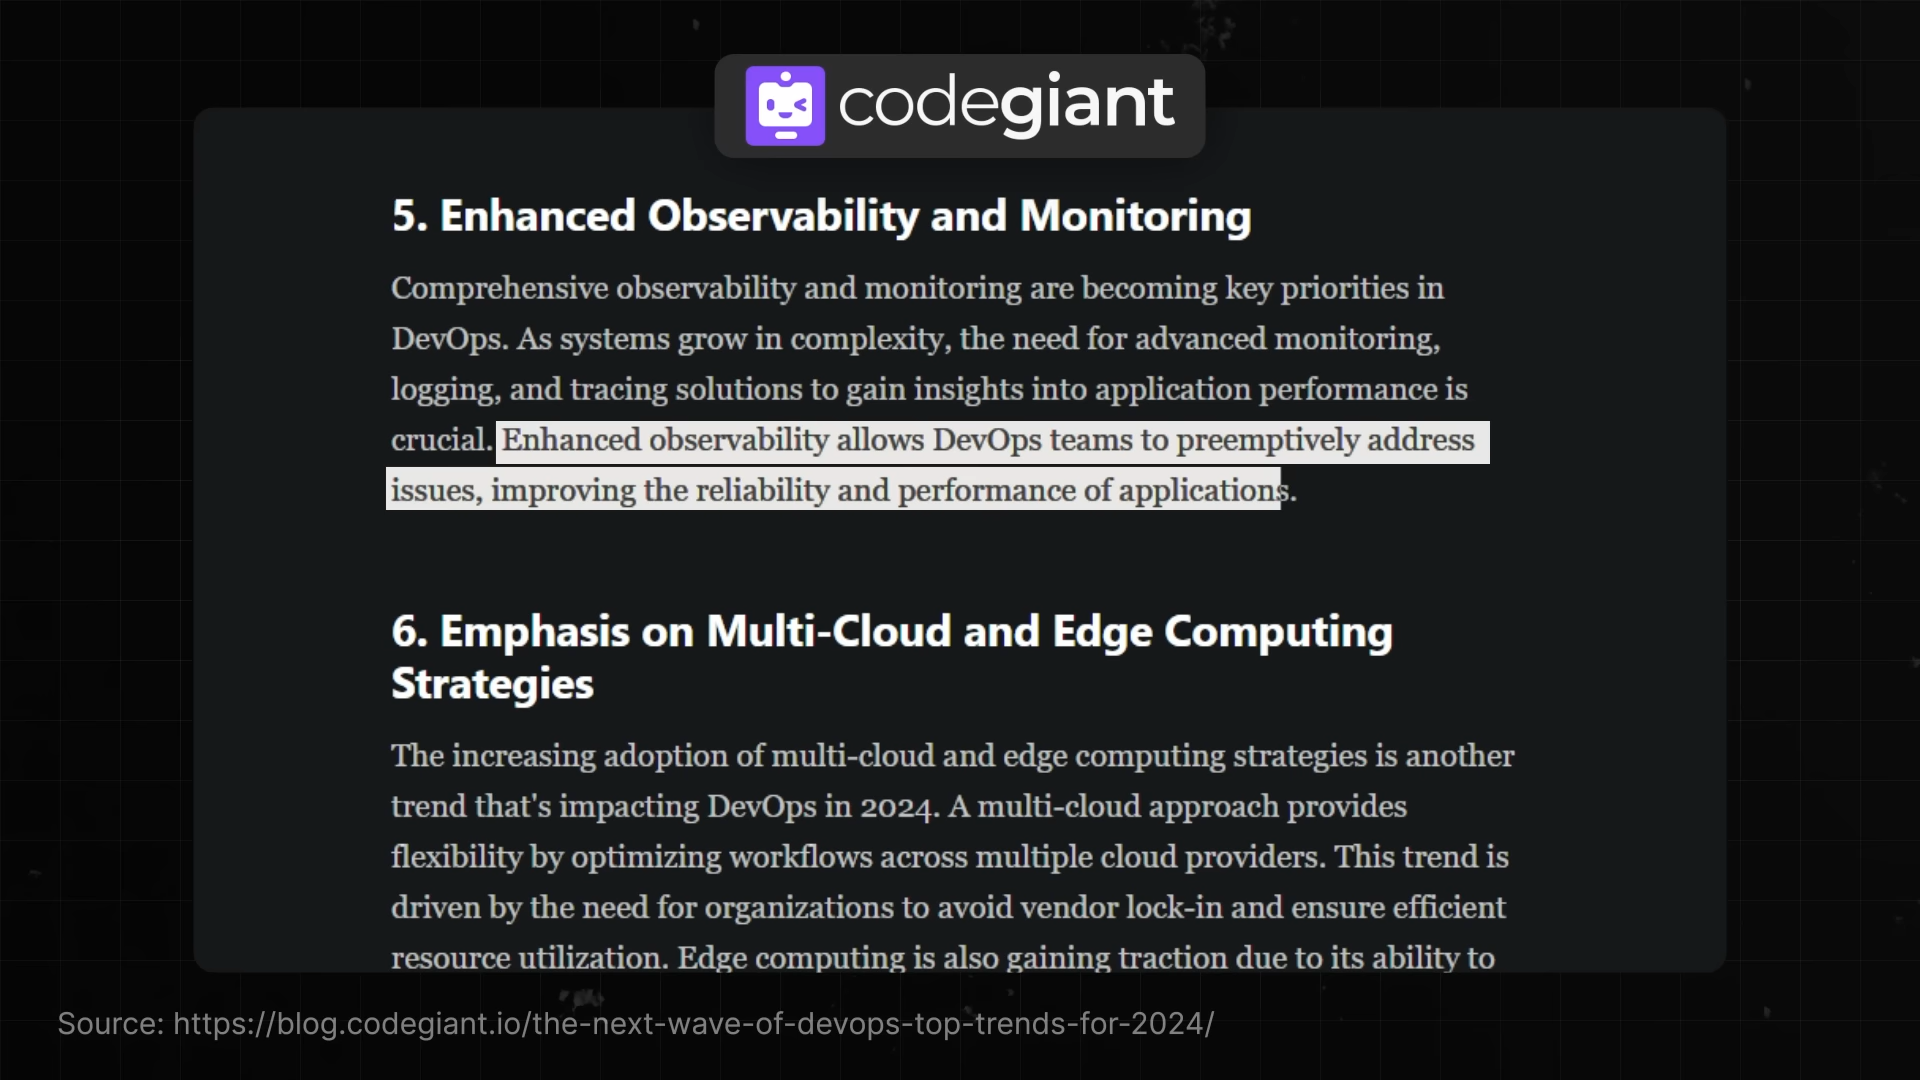 codegiant
5. Enhanced Observability and Monitoring
Comprehensive observability and monitoring are becoming key priorities in
DevOps. As systems grow in complexity, the need for advanced monitoring,
logging, and tracing solutions to gain insights into application performance is
crucial. Enhanced observability allows DevOps teams to preemptively address
issues, improving the reliability and performance of applications.
6. Emphasis on Multi-Cloud and Edge Computing
Strategies
The increasing adoption of multi-cloud and edge computing strategies is another
trend that's impacting DevOps in 2024. A multi-cloud approach provides
flexibility by optimizing workflows across multiple cloud providers. This trend is
driven by the need for organizations to avoid vendor lock-in and ensure efficient
resource utilization. Edge computing is also gaining traction due to its ability to
Source: https://blog.codegiant.io/the-next-wave-of-devops-top-trends-for-2024/